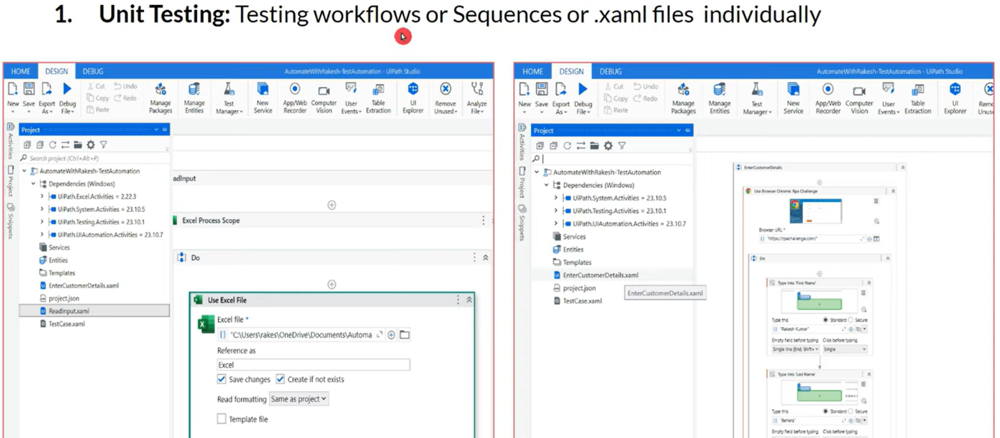 1. Unit Testing: Testing workflows or Sequences or .xaml files individually
HOME DESIGN DEBUG AutomateWithRakesh-TestAutomation - UiPath Studio
New Save Export As Debug File Cut Copy Paste Undo Redo Manage Packages Manage Entities Test Manager New Service App/Web Recorder Computer Vision User Events Table Extraction UI Explorer Remove Unused Analyze File
Activities
Project
Snippets
Project
Search project (Ctrl+Alt+P)
AutomateWithRakesh-TestAutomation
Dependencies (Windows)
UiPath.Excel.Activities = 2.22.3
UiPath.System.Activities = 23.10.5
UiPath.Testing.Activities = 23.10.1
UiPath.UIAutomation.Activities = 23.10.7
Services
Entities
Templates
EnterCustomerDetails.xaml
project.json
ReadInput.xaml
TestCase.xaml
adInput
Excel Process Scope
Do
Use Excel File
Excel file *
"C:\Users\rakes\OneDrive\Documents\Automa
Reference as
Excel
Save changes Create if not exists
Read formatting Same as project
Template file
HOME DESIGN DEBUG AutomateWithRakesh-TestAutomation - UiPath Studio
New Save Export As Debug File Cut Copy Paste Undo Redo Manage Packages Manage Entities Test Manager New Service App/Web Recorder Computer Vision User Events Table Extraction UI Explorer Remo Unus
Activities
Project
Snippets
Project
AutomateWithRakesh-TestAutomation
Dependencies (Windows)
UiPath.System.Activities = 23.10.5
UiPath.Testing.Activities = 23.10.1
UiPath.UIAutomation.Activities = 23.10.7
Services
Entities
Templates
EnterCustomerDetails.xaml
project.json
EnterCustomerDetails.xaml
TestCase.xaml
EnterCustomerDetails
Use Browser Chrome: Rpa Challenge
Browser URL *
"https://rpachallenge.com/"
Do
Type Into 'First Name'
Type this Standard Secure
"Rakesh Kumar"
Empty field before typing Click before typing
Single line [End, Shift+ Single
Type Into 'Last Name'
Type this Standard Secure
"Behera"
Empty field before typing Click before typing